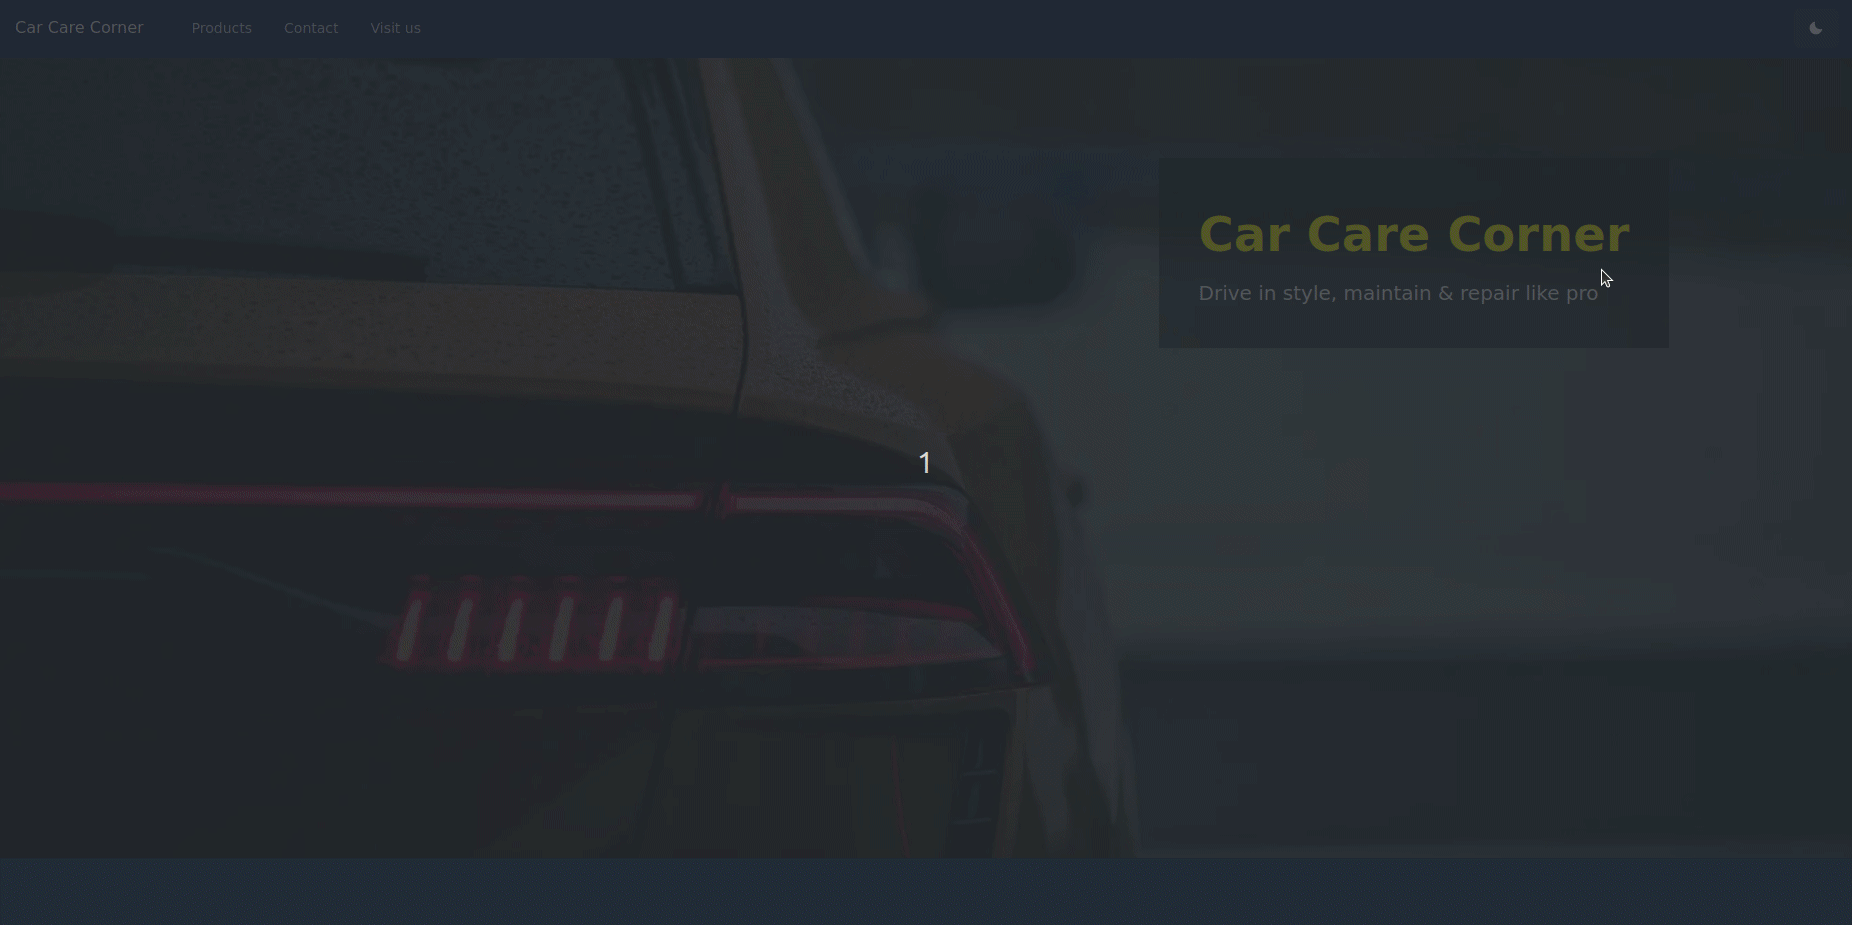 Car Care Corner Products Contact Visit us
Car Care Corner
Drive in style, maintain & repair like pro
1